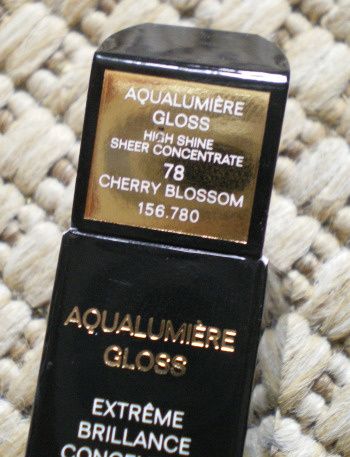 AQUALUMIÈRE
GLOSS
HIGH SHINE
SHEER CONCENTRATE
78
CHERRY BLOSSOM
156.780
AQUALUMIÈRE
GLOSS
EXTRÊME
BRILLANCE